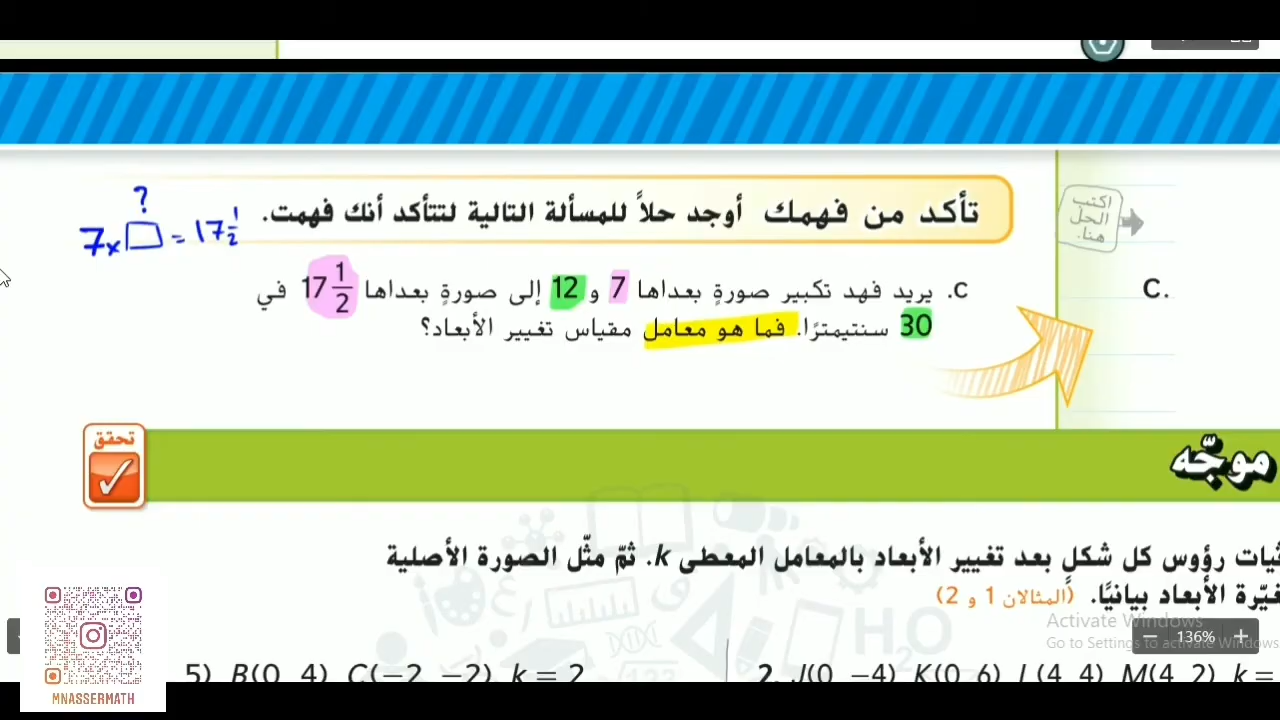 تأكد من فهمك أوجد حلاً للمسألة التالية لتتأكد أنك فهمت.
7 x □ = 17 1/2
?
اكتب
الحل
هنا.
c. يريد فهد تكبير صورةٍ بعداها 7 و 12 إلى صورةٍ بعداها 17 1/2 في
30 سنتيمترًا. فما هو معامل مقياس تغيير الأبعاد؟
C.
تحقق
موجّه
رؤوس كل شكلٍ بعد تغيير الأبعاد بالمعامل المعطى k. ثمّ مثّل الصورة الأصلية
الأبعاد بيانيًا. (المثالان 1 و 2)
Activate Windows
Go to Settings to activate Windows.
136%
5) B(0 4) C(−2 −2) k = 2
2. J(0 −4) K(0 6) L(4 4) M(4 2) k =
MNASSERMATH